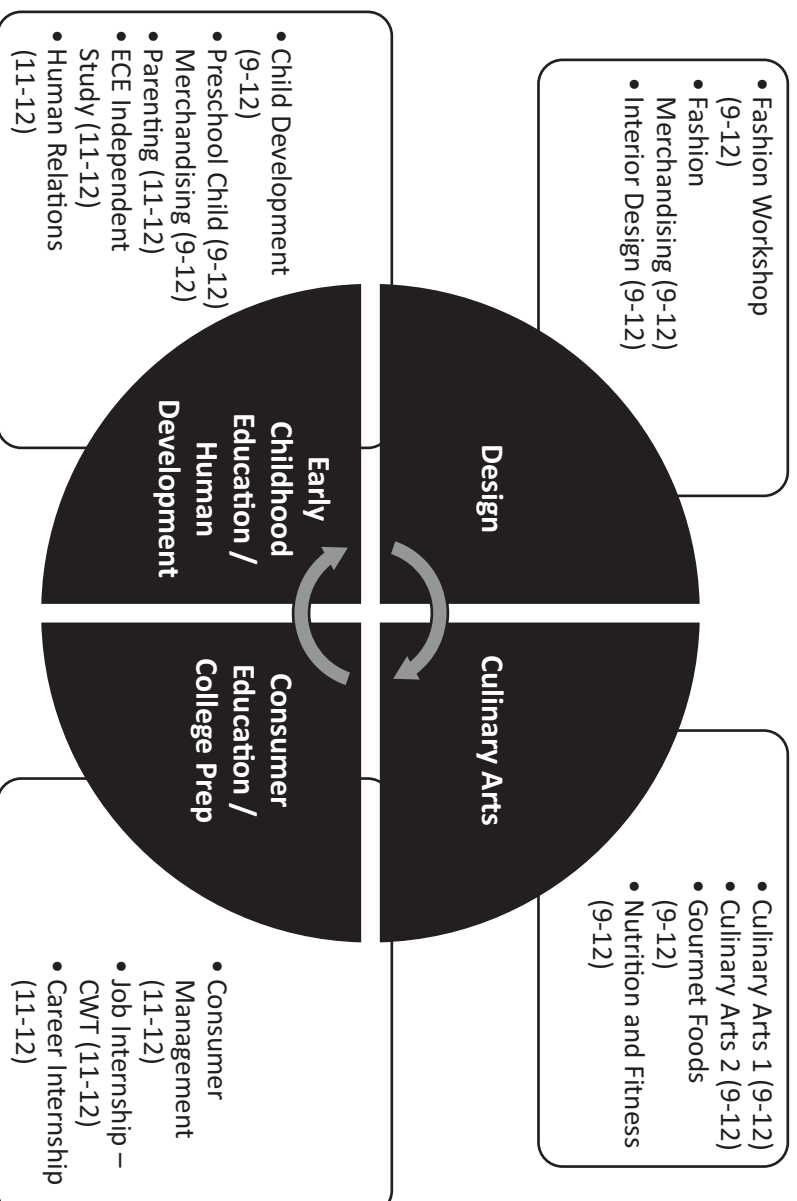 • Fashion Workshop
(9-12)
• Fashion
Merchandising (9-12)
• Interior Design (9-12)
Design
• Culinary Arts 1 (9-12)
• Culinary Arts 2 (9-12)
• Gourmet Foods
(9-12)
• Nutrition and Fitness
(9-12)
Culinary Arts
• Child Development
(9-12)
• Preschool Child (9-12)
Merchandising (9-12)
• Parenting (11-12)
• ECE Independent
Study (11-12)
• Human Relations
(11-12)
Early
Childhood
Education /
Human
Development
Consumer
Education /
College Prep
• Consumer
Management
(11-12)
• Job Internship –
CWT (11-12)
• Career Internship
(11-12)